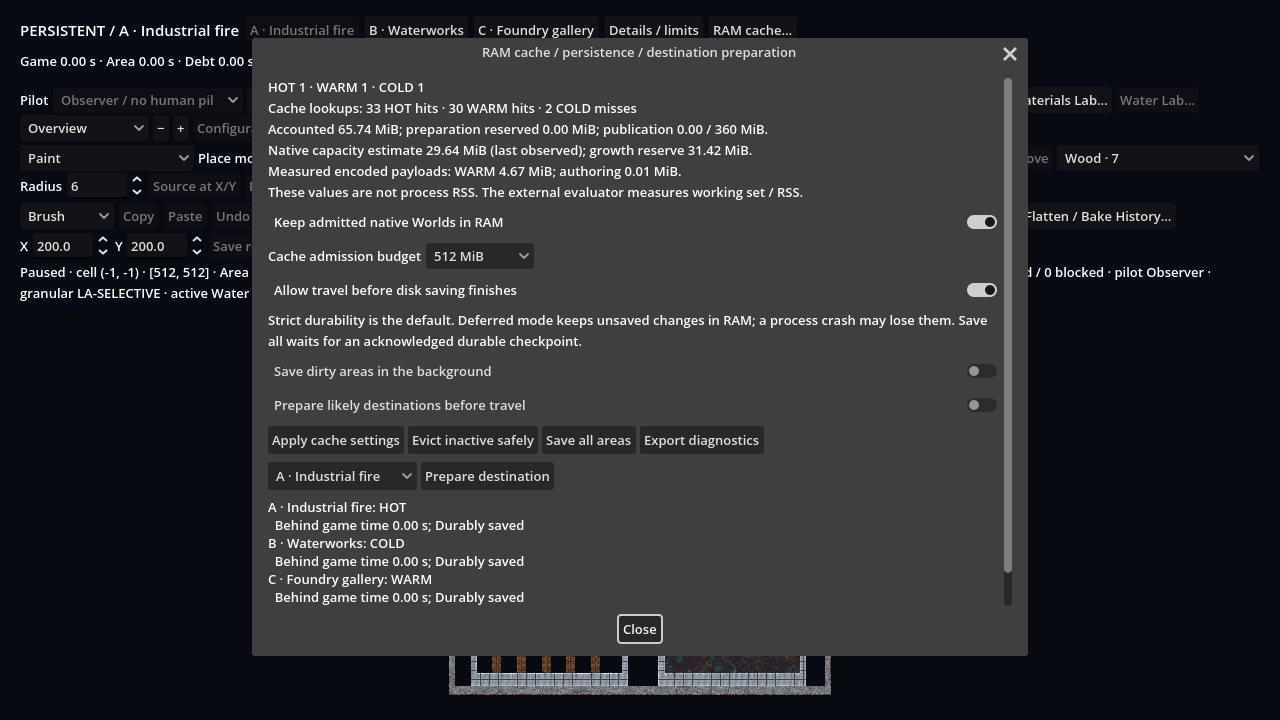 PERSISTENT / A · Industrial fire A · Industrial fire B · Waterworks C · Foundry gallery Details / limits RAM cache...
RAM cache / persistence / destination preparation
Game 0.00 s · Area 0.00 s · Debt 0.00 s
HOT 1 · WARM 1 · COLD 1
Pilot Observer / no human pil
Water Lab...
Cache lookups: 33 HOT hits · 30 WARM hits · 2 COLD misses
Overview − +
Accounted 65.74 MiB; preparation reserved 0.00 MiB; publication 0.00 / 360 MiB.
Native capacity estimate 29.64 MiB (last observed); growth reserve 31.42 MiB.
Paint Place
Wood · 7
Measured encoded payloads: WARM 4.67 MiB; authoring 0.01 MiB.
Radius 6 Source at X/Y
These values are not process RSS. The external evaluator measures working set / RSS.
Brush Copy Paste Undo
Flatten / Bake History...
Keep admitted native Worlds in RAM
X 200.0 Y 200.0 Save
Cache admission budget 512 MiB
Paused · cell (-1, -1) · [512, 512] · Area
/ 0 blocked · pilot Observer ·
granular LA-SELECTIVE · active Water
Allow travel before disk saving finishes
Strict durability is the default. Deferred mode keeps unsaved changes in RAM; a process crash may lose them. Save
all waits for an acknowledged durable checkpoint.
Save dirty areas in the background
Prepare likely destinations before travel
Apply cache settings Evict inactive safely Save all areas Export diagnostics
A · Industrial fire Prepare destination
A · Industrial fire: HOT
Behind game time 0.00 s; Durably saved
B · Waterworks: COLD
Behind game time 0.00 s; Durably saved
C · Foundry gallery: WARM
Behind game time 0.00 s; Durably saved
Close